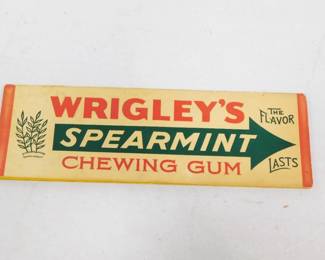 WRIGLEY'S
SPEARMINT
CHEWING GUM
THE
FLAVOR
LASTS